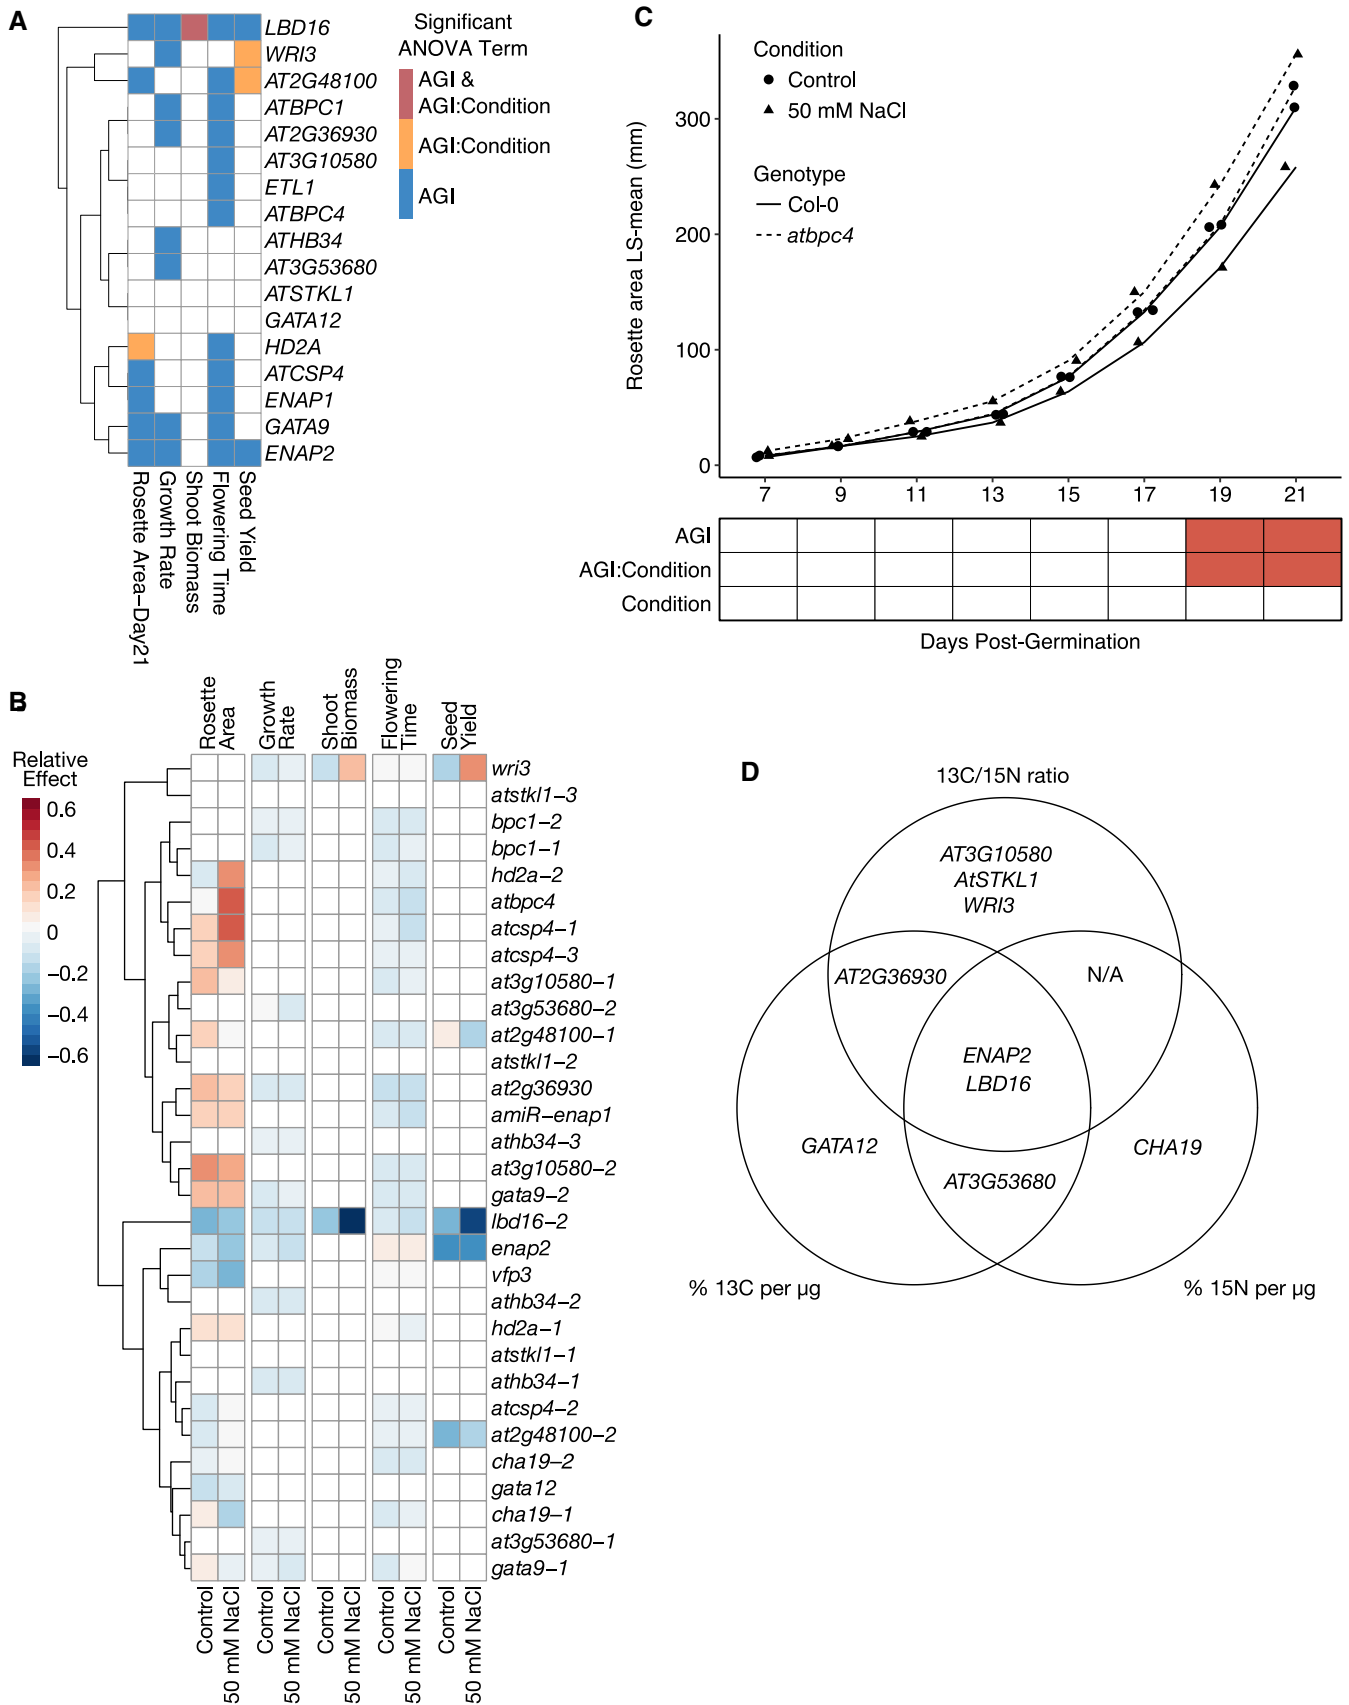 A
LBD16
WRI3
AT2G48100
ATBPC1
AT2G36930
AT3G10580
ETL1
ATBPC4
ATHB34
AT3G53680
ATSTKL1
GATA12
HD2A
ATCSP4
ENAP1
GATA9
ENAP2
Rosette Area–Day21
Growth Rate
Shoot Biomass
Flowering Time
Seed Yield
Significant
ANOVA Term
AGI &
AGI:Condition
AGI:Condition
AGI
C
Rosette area LS-mean (mm)
300
200
100
0
Condition
Control
50 mM NaCl
Genotype
Col-0
atbpc4
7 9 11 13 15 17 19 21
AGI
AGI:Condition
Condition
Days Post-Germination
B
Relative
Effect
0.6
0.4
0.2
0
−0.2
−0.4
−0.6
Rosette
Area
Growth
Rate
Shoot
Biomass
Flowering
Time
Seed
Yield
wri3
atstkl1–3
bpc1–2
bpc1–1
hd2a–2
atbpc4
atcsp4–1
atcsp4–3
at3g10580–1
at3g53680–2
at2g48100–1
atstkl1–2
at2g36930
amiR–enap1
athb34–3
at3g10580–2
gata9–2
lbd16–2
enap2
vfp3
athb34–2
hd2a–1
atstkl1–1
athb34–1
atcsp4–2
at2g48100–2
cha19–2
gata12
cha19–1
at3g53680–1
gata9–1
Control
50 mM NaCl
Control
50 mM NaCl
Control
50 mM NaCl
Control
50 mM NaCl
Control
50 mM NaCl
D
13C/15N ratio
AT3G10580
AtSTKL1
WRI3
AT2G36930
N/A
ENAP2
LBD16
GATA12
CHA19
AT3G53680
% 13C per µg
% 15N per µg